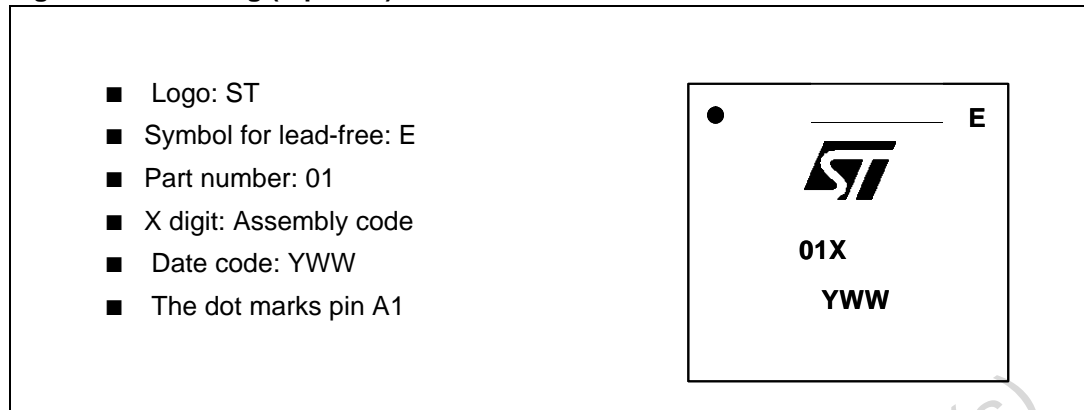 ■ Logo: ST
■ Symbol for lead-free: E
■ Part number: 01
■ X digit: Assembly code
■ Date code: YWW
■ The dot marks pin A1
E
ST
01X
YWW